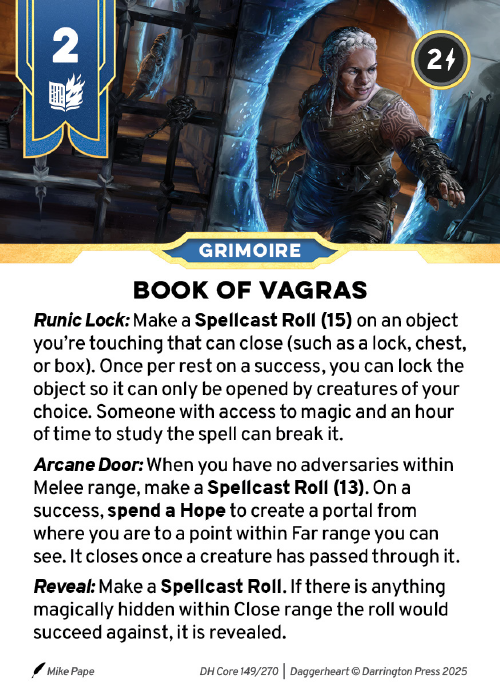 2
2
GRIMOIRE
BOOK OF VAGRAS
Runic Lock: Make a Spellcast Roll (15) on an object
you're touching that can close (such as a lock, chest,
or box). Once per rest on a success, you can lock the
object so it can only be opened by creatures of your
choice. Someone with access to magic and an hour
of time to study the spell can break it.
Arcane Door: When you have no adversaries within
Melee range, make a Spellcast Roll (13). On a
success, spend a Hope to create a portal from
where you are to a point within Far range you can
see. It closes once a creature has passed through it.
Reveal: Make a Spellcast Roll. If there is anything
magically hidden within Close range the roll would
succeed against, it is revealed.
Mike Pape DH Core 149/270 | Daggerheart © Darrington Press 2025